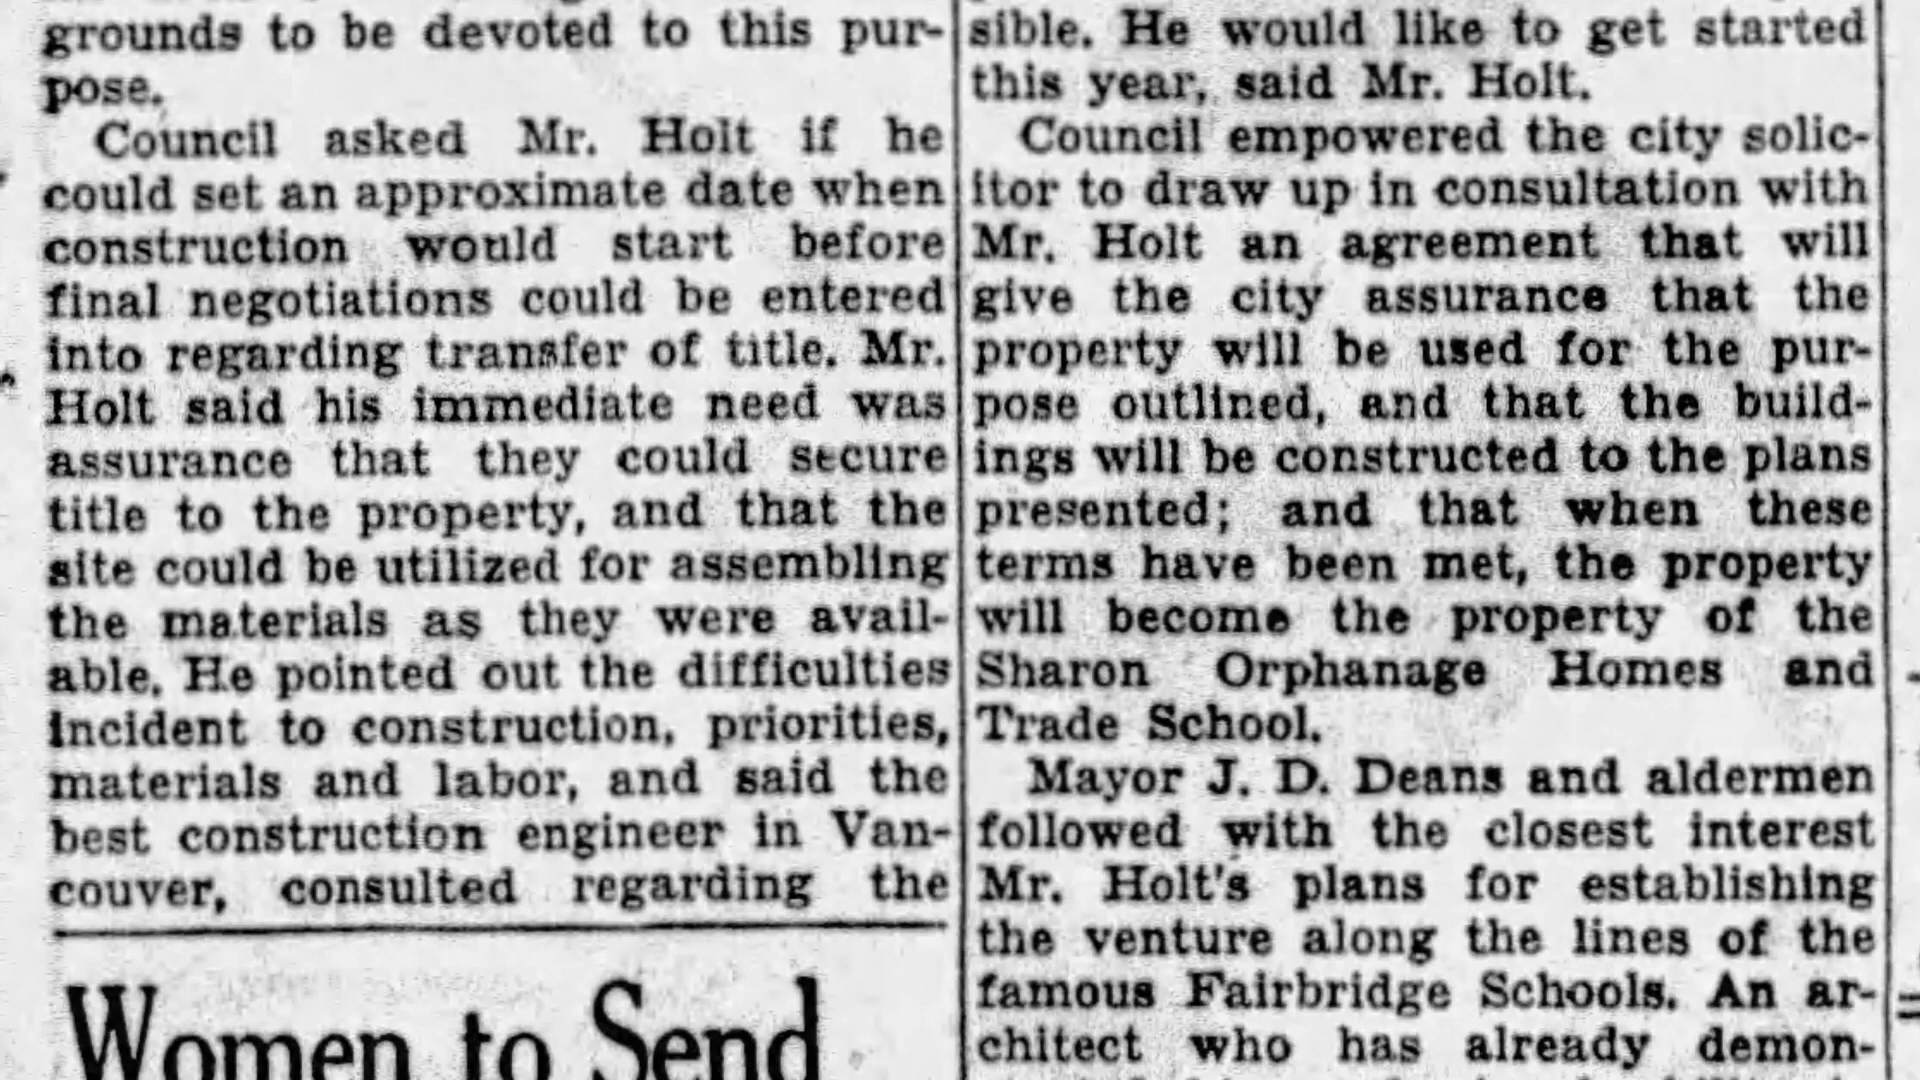 grounds to be devoted to this pur-
pose.
Council asked Mr. Holt if he
could set an approximate date when
construction would start before
final negotiations could be entered
into regarding transfer of title. Mr.
Holt said his immediate need was
assurance that they could secure
title to the property, and that the
site could be utilized for assembling
the materials as they were avail-
able. He pointed out the difficulties
incident to construction, priorities,
materials and labor, and said the
best construction engineer in Van-
couver, consulted regarding the
Women to Send
sible. He would like to get started
this year, said Mr. Holt.
Council empowered the city solic-
itor to draw up in consultation with
Mr. Holt an agreement that will
give the city assurance that the
property will be used for the pur-
pose outlined, and that the build-
ings will be constructed to the plans
presented; and that when these
terms have been met, the property
will become the property of the
Sharon Orphanage Homes and
Trade School.
Mayor J. D. Deans and aldermen
followed with the closest interest
Mr. Holt's plans for establishing
the venture along the lines of the
famous Fairbridge Schools. An ar-
chitect who has already demon-